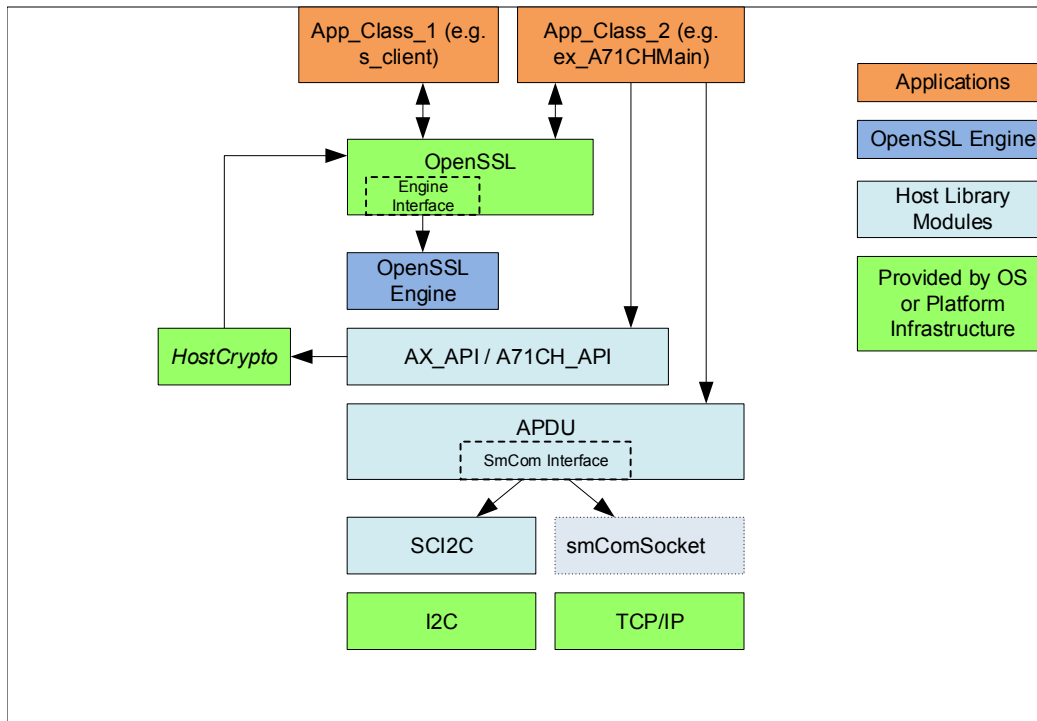 App_Class_1 (e.g.
s_client)
App_Class_2 (e.g.
ex_A71CHMain)
Applications
OpenSSL Engine
Host Library
Modules
Provided by OS
or Platform
Infrastructure
OpenSSL
Engine
Interface
OpenSSL
Engine
HostCrypto
AX_API / A71CH_API
APDU
SmCom Interface
SCI2C
smComSocket
I2C
TCP/IP